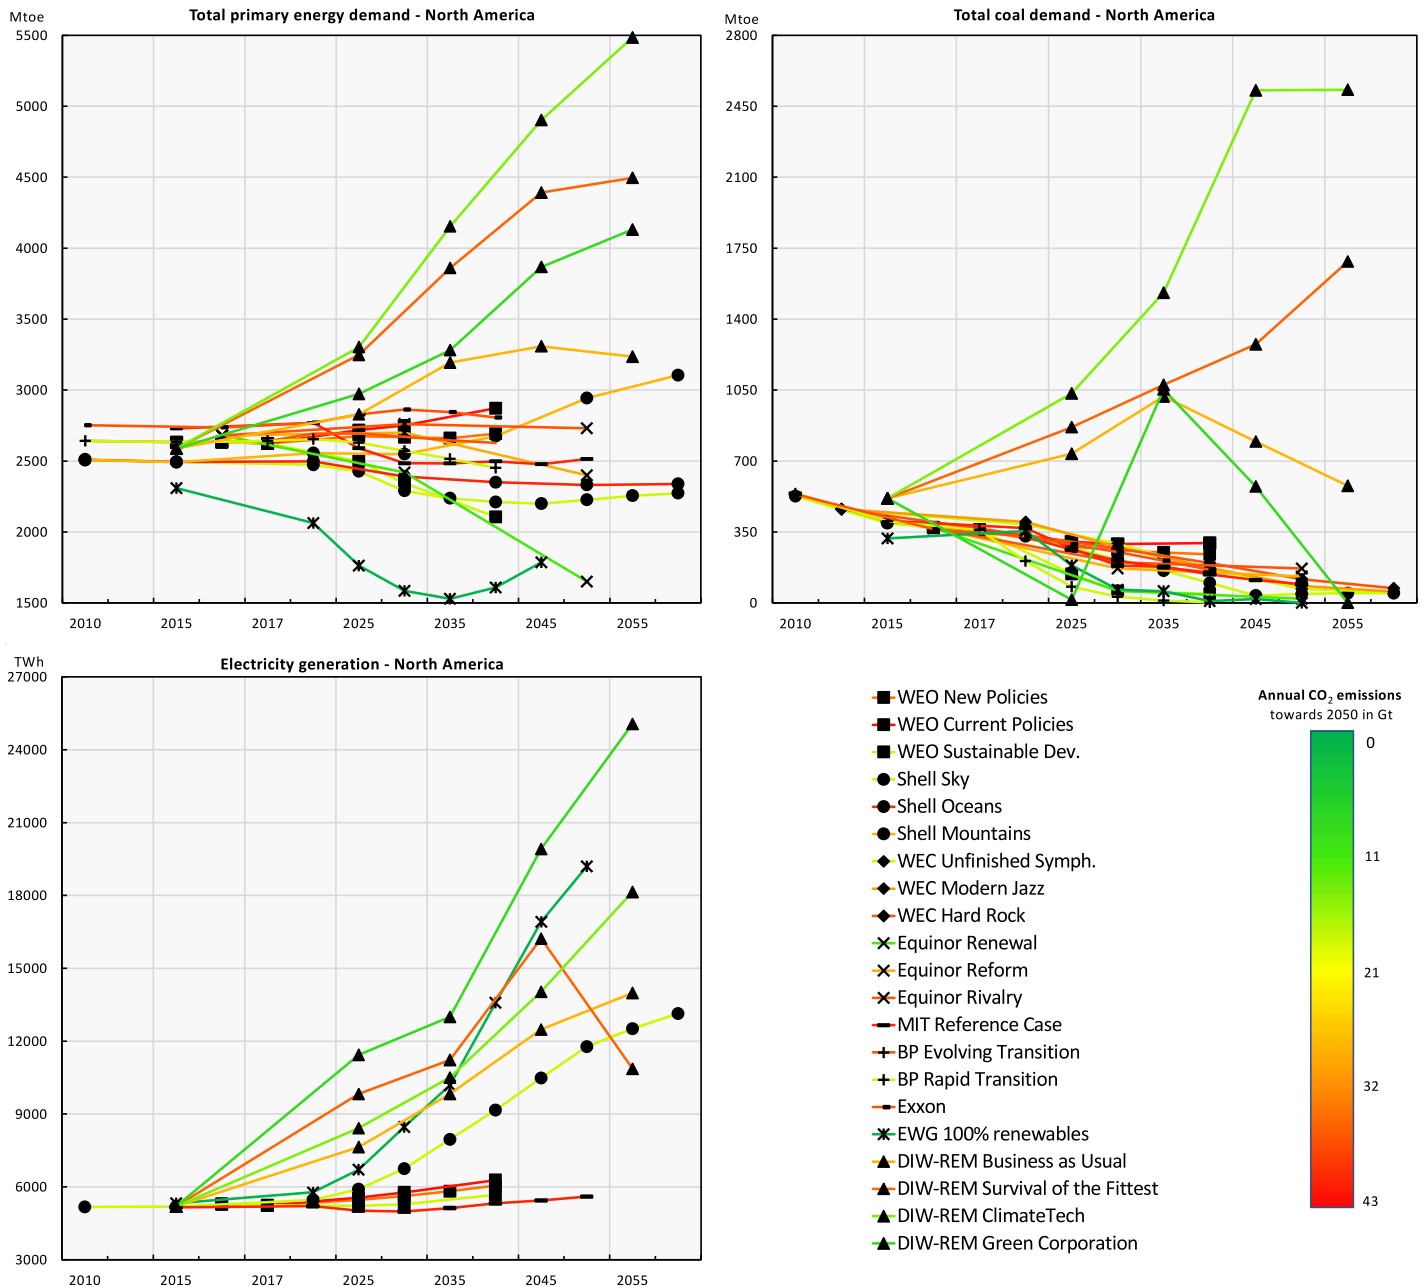 Total primary energy demand - North America
Mtoe
5500
5000
4500
4000
3500
3000
2500
2000
1500
2010 2015 2017 2025 2035 2045 2055
Total coal demand - North America
Mtoe
2800
2450
2100
1750
1400
1050
700
350
0
2010 2015 2017 2025 2035 2045 2055
Electricity generation - North America
TWh
27000
24000
21000
18000
15000
12000
9000
6000
3000
2010 2015 2017 2025 2035 2045 2055
WEO New Policies
WEO Current Policies
WEO Sustainable Dev.
Shell Sky
Shell Oceans
Shell Mountains
WEC Unfinished Symph.
WEC Modern Jazz
WEC Hard Rock
Equinor Renewal
Equinor Reform
Equinor Rivalry
MIT Reference Case
BP Evolving Transition
BP Rapid Transition
Exxon
EWG 100% renewables
DIW-REM Business as Usual
DIW-REM Survival of the Fittest
DIW-REM ClimateTech
DIW-REM Green Corporation
Annual CO2 emissions
towards 2050 in Gt
0
11
21
32
43